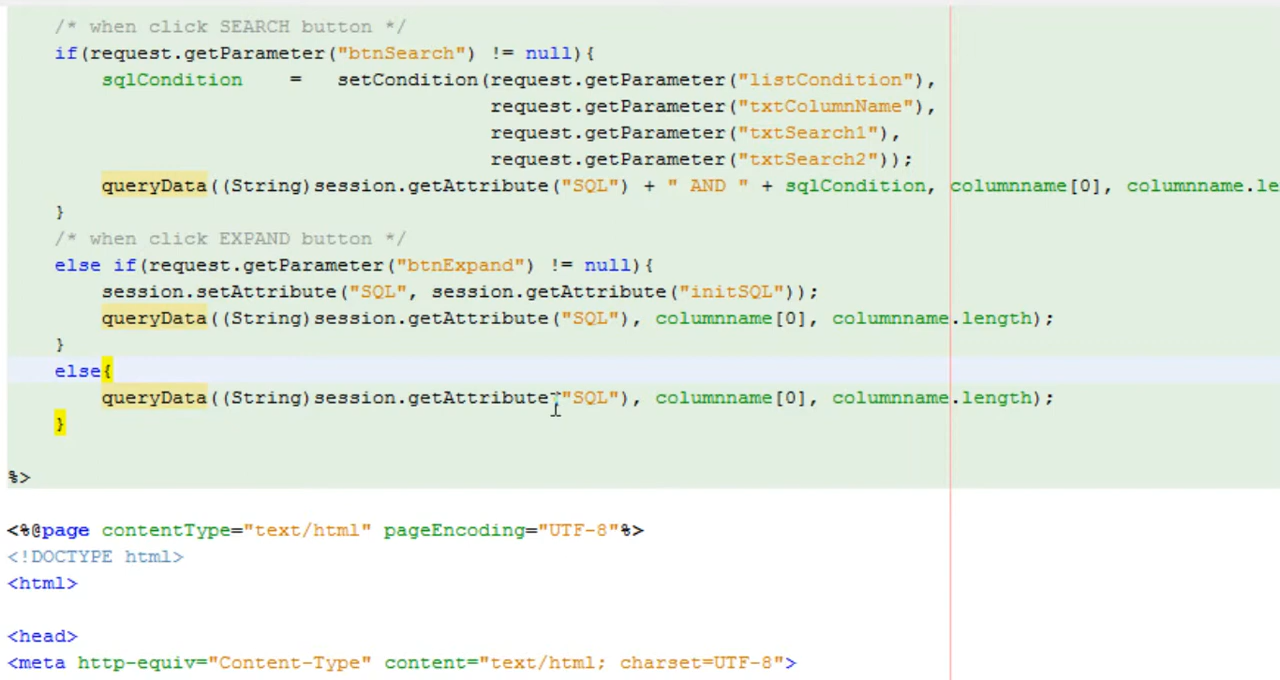 /* when click SEARCH button */
if(request.getParameter("btnSearch") != null){
sqlCondition = setCondition(request.getParameter("listCondition"),
request.getParameter("txtColumnName"),
request.getParameter("txtSearch1"),
request.getParameter("txtSearch2"));
queryData((String)session.getAttribute("SQL") + " AND " + sqlCondition, columnname[0], columnname.le
}
/* when click EXPAND button */
else if(request.getParameter("btnExpand") != null){
session.setAttribute("SQL", session.getAttribute("initSQL"));
queryData((String)session.getAttribute("SQL"), columnname[0], columnname.length);
}
else{
queryData((String)session.getAttribute("SQL"), columnname[0], columnname.length);
}
%>
<%@page contentType="text/html" pageEncoding="UTF-8"%>
<!DOCTYPE html>
<html>
<head>
<meta http-equiv="Content-Type" content="text/html; charset=UTF-8">